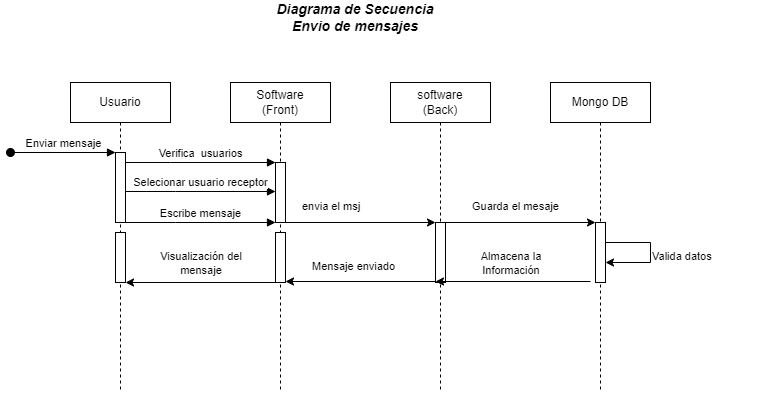 Diagrama de Secuencia
Envio de mensajes
Usuario
Software
(Front)
software
(Back)
Mongo DB
Enviar mensaje
Verifica usuarios
Selecionar usuario receptor
Escribe mensaje
envia el msj
Guarda el mesaje
Visualización del
mensaje
Mensaje enviado
Almacena la
Información
Valida datos